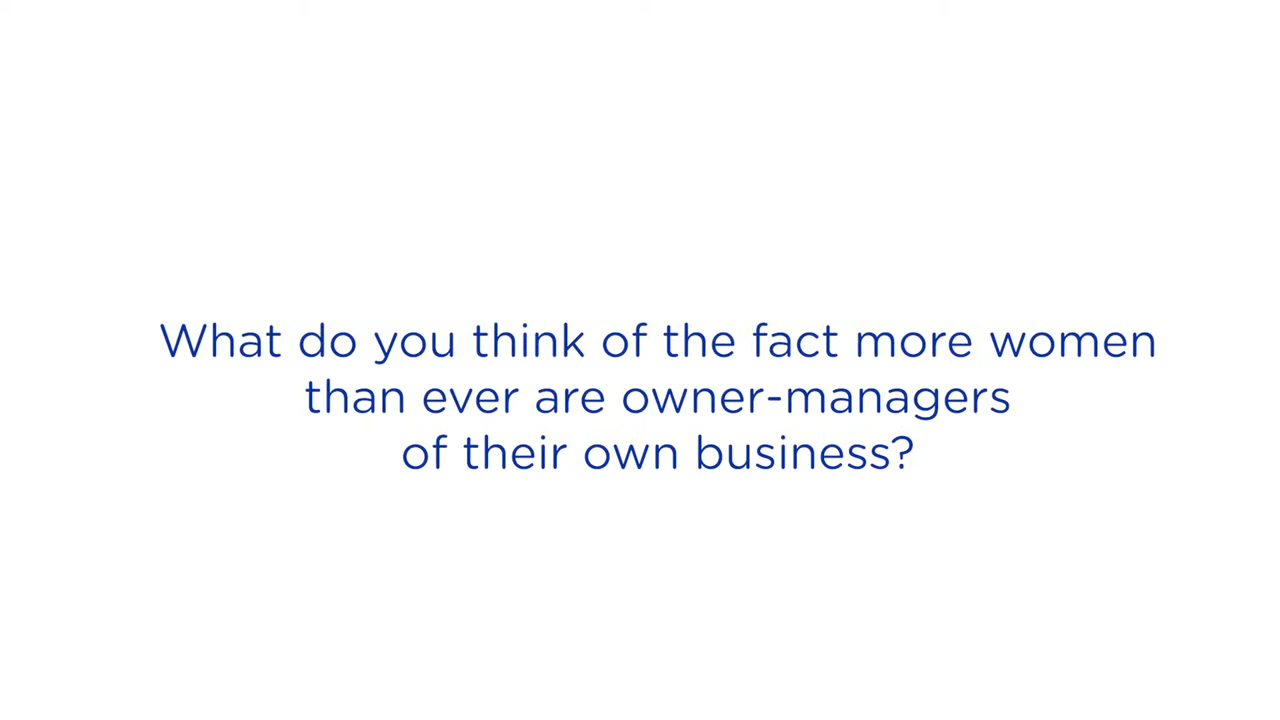 What do you think of the fact more women
than ever are owner-managers
of their own business?